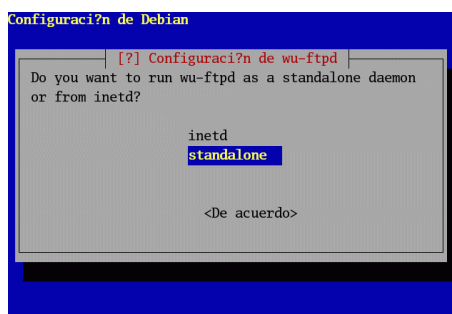 Configuraci?n de Debian
[?] Configuraci?n de wu-ftpd
Do you want to run wu-ftpd as a standalone daemon
or from inetd?
inetd
standalone
<De acuerdo>